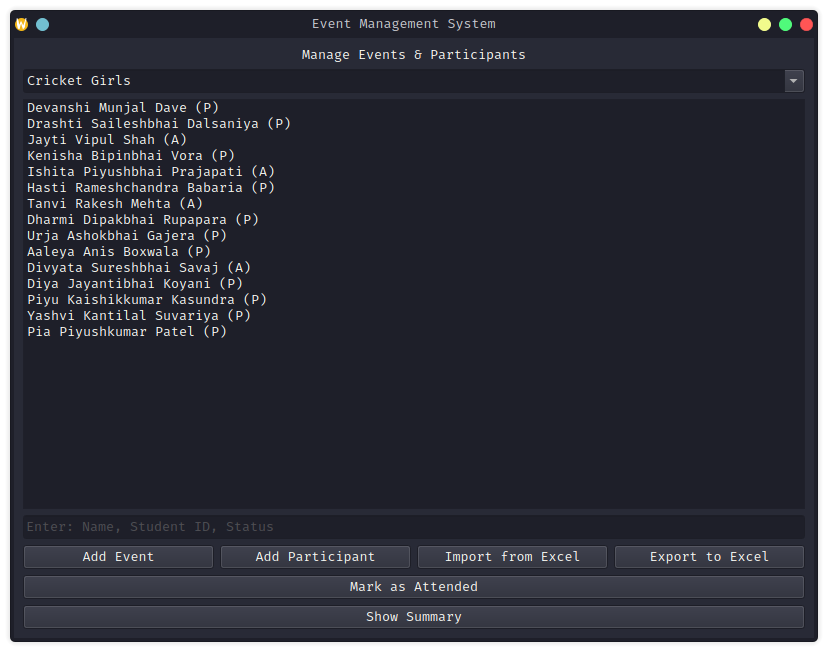 Event Management System
Manage Events & Participants
Cricket Girls
Devanshi Munjal Dave (P)
Drashti Saileshbhai Dalsaniya (P)
Jayti Vipul Shah (A)
Kenisha Bipinbhai Vora (P)
Ishita Piyushbhai Prajapati (A)
Hasti Rameshchandra Babaria (P)
Tanvi Rakesh Mehta (A)
Dharmi Dipakbhai Rupapara (P)
Urja Ashokbhai Gajera (P)
Aaleya Anis Boxwala (P)
Divyata Sureshbhai Savaj (A)
Diya Jayantibhai Koyani (P)
Piyu Kaishikkumar Kasundra (P)
Yashvi Kantilal Suvariya (P)
Pia Piyushkumar Patel (P)
Enter: Name, Student ID, Status
Add Event Add Participant Import from Excel Export to Excel
Mark as Attended
Show Summary